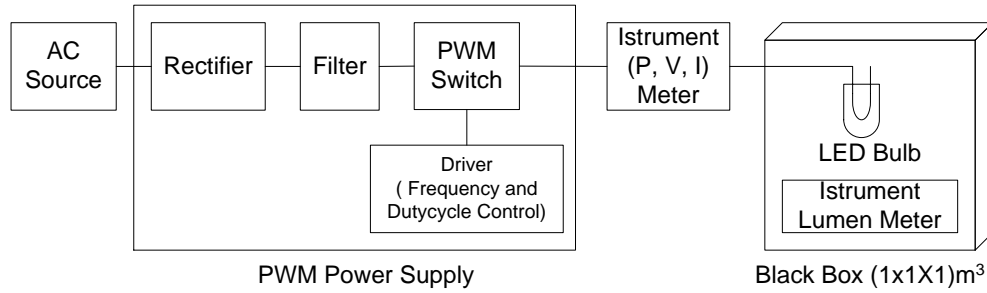 AC
Source
Rectifier
Filter
PWM
Switch
Driver
( Frequency and
Dutycycle Control)
PWM Power Supply
Istrument
(P, V, I)
Meter
LED Bulb
Istrument
Lumen Meter
Black Box (1x1X1)m³